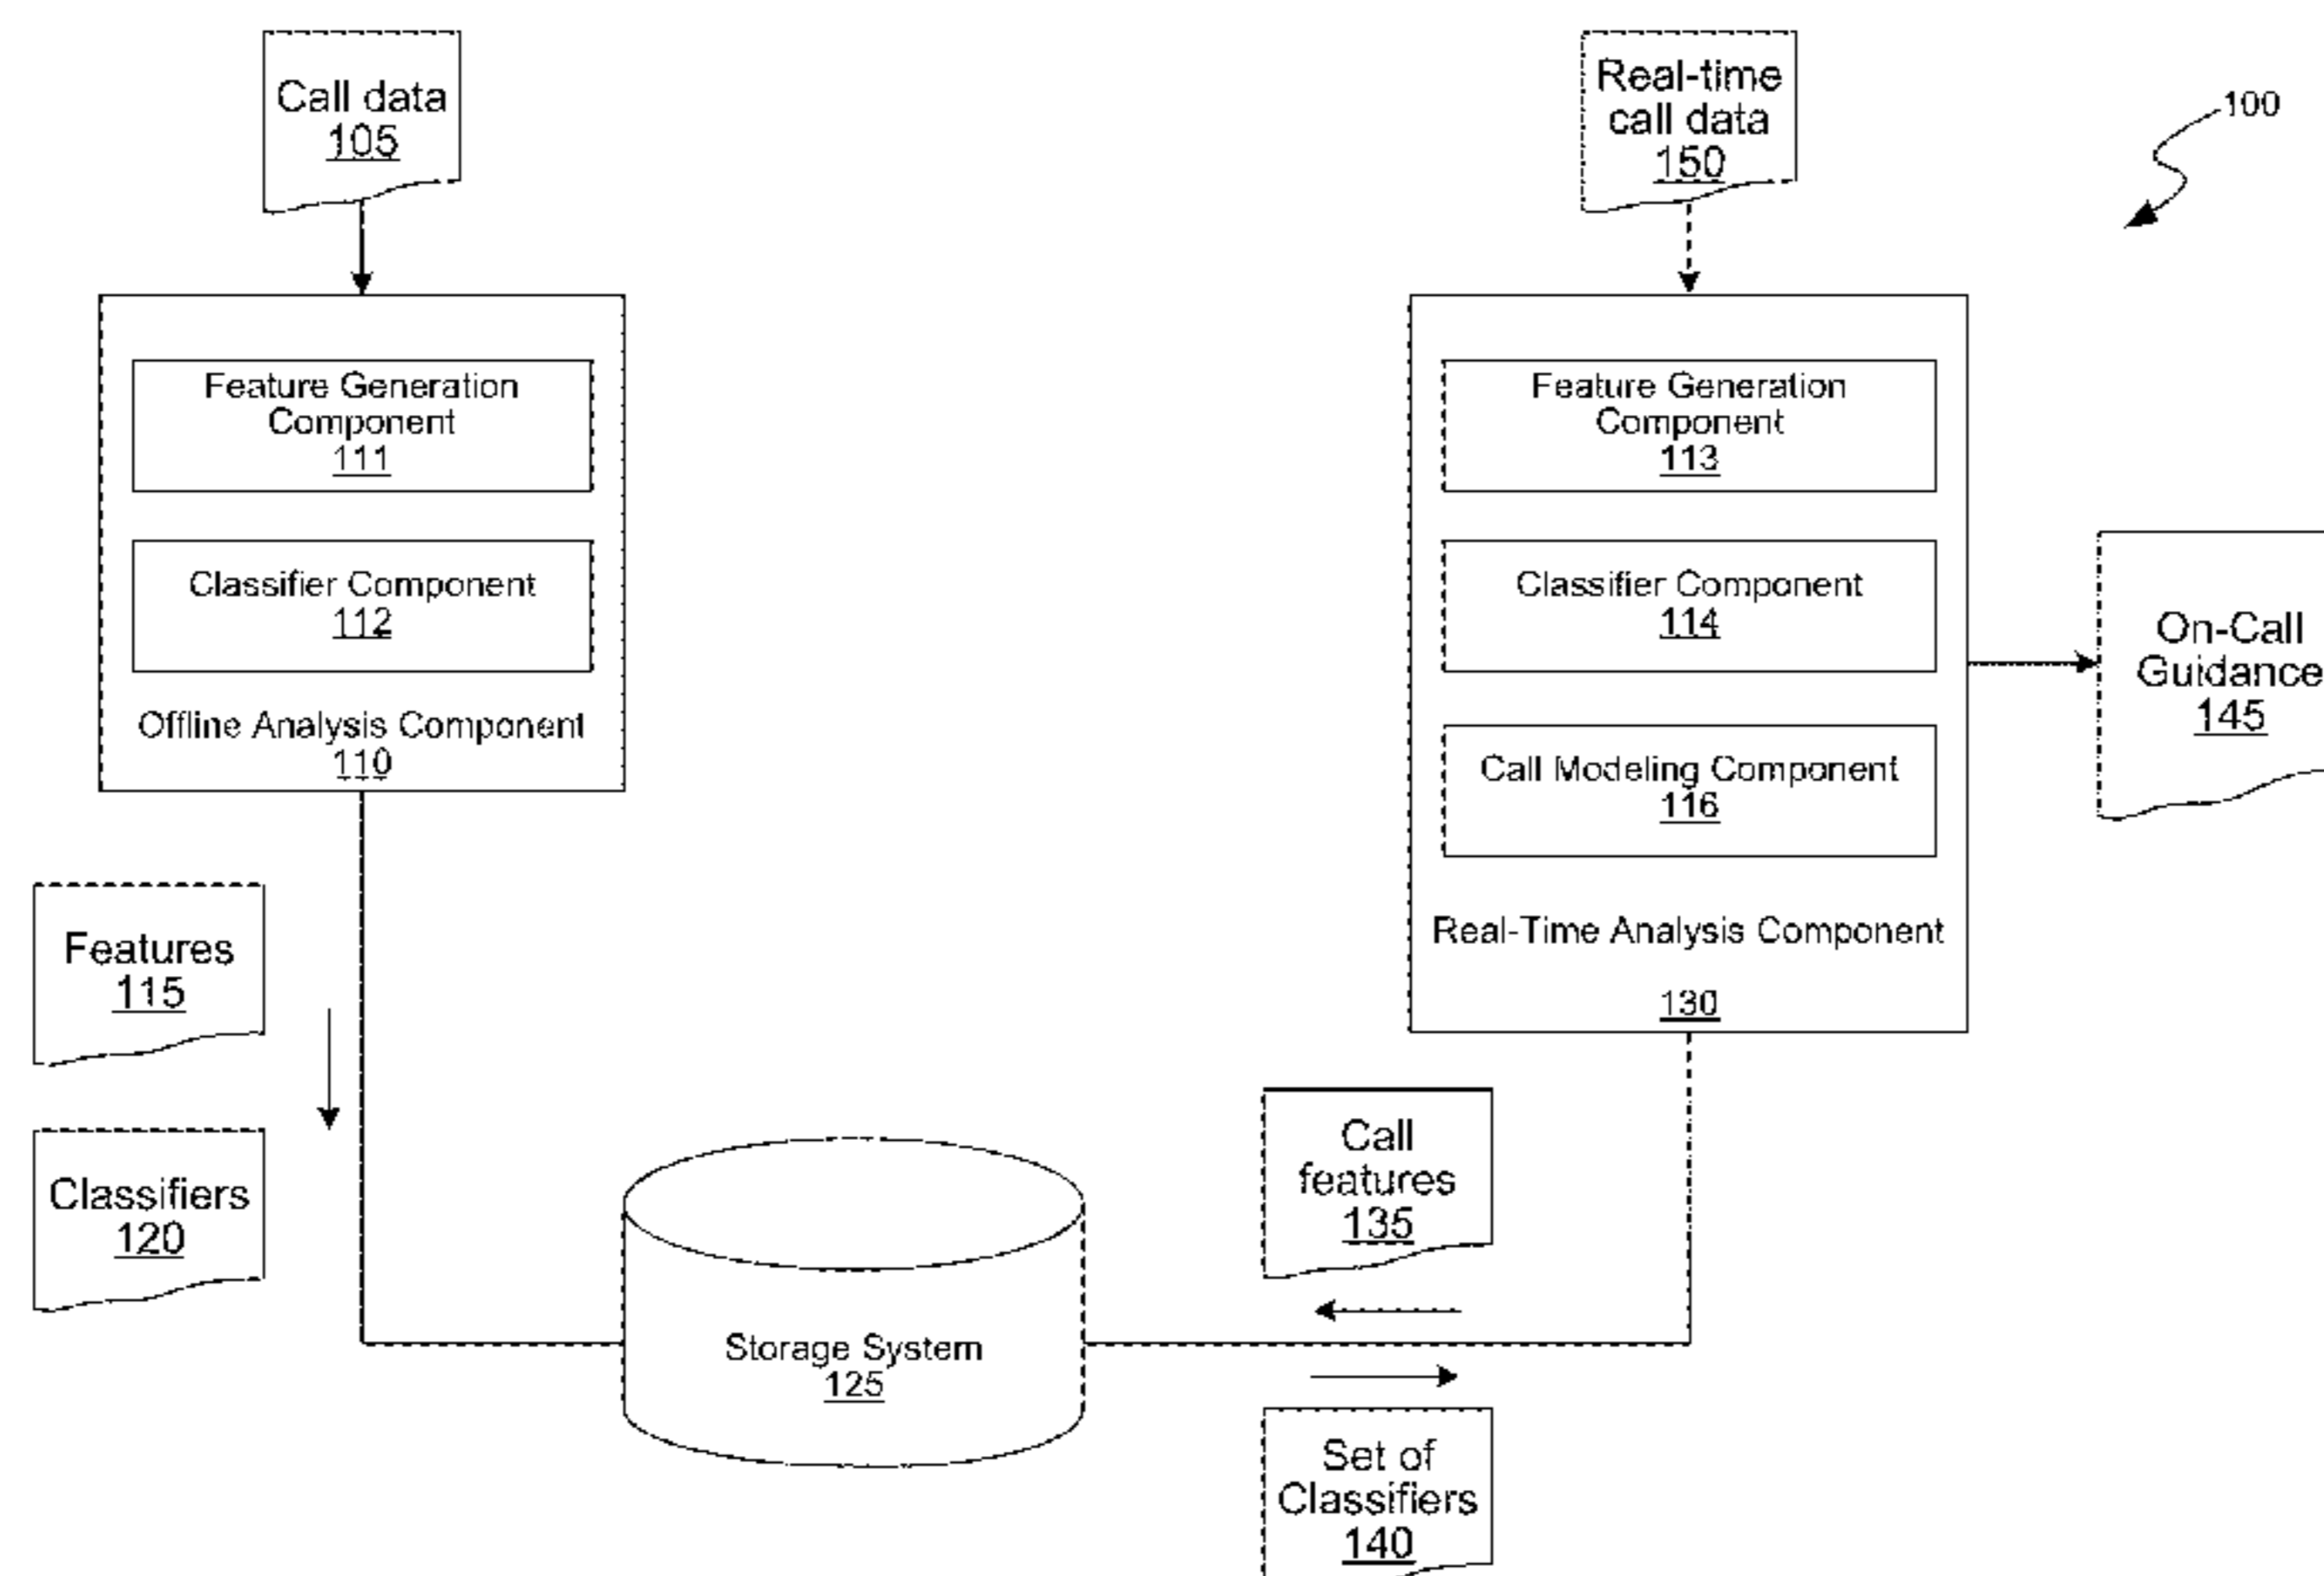 Call data
105
Real-time
call data
150
100
Feature Generation
Component
111
Classifier Component
112
Offline Analysis Component
110
Feature Generation
Component
113
Classifier Component
114
Call Modeling Component
116
Real-Time Analysis Component
130
On-Call
Guidance
145
Features
115
Classifiers
120
Storage System
125
Call
features
135
Set of
Classifiers
140